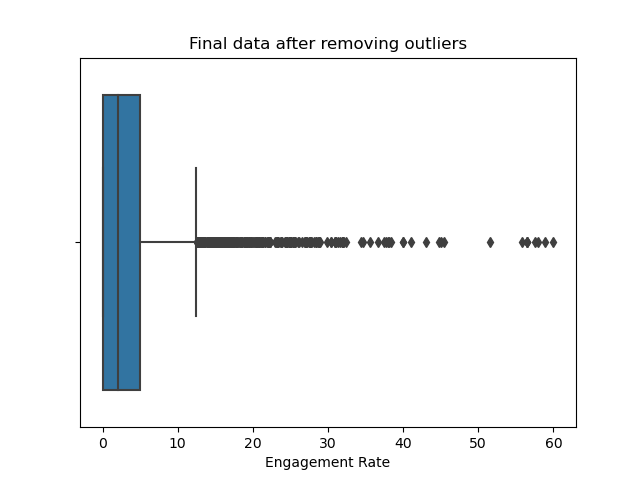 Final data after removing outliers
0 10 20 30 40 50 60
Engagement Rate